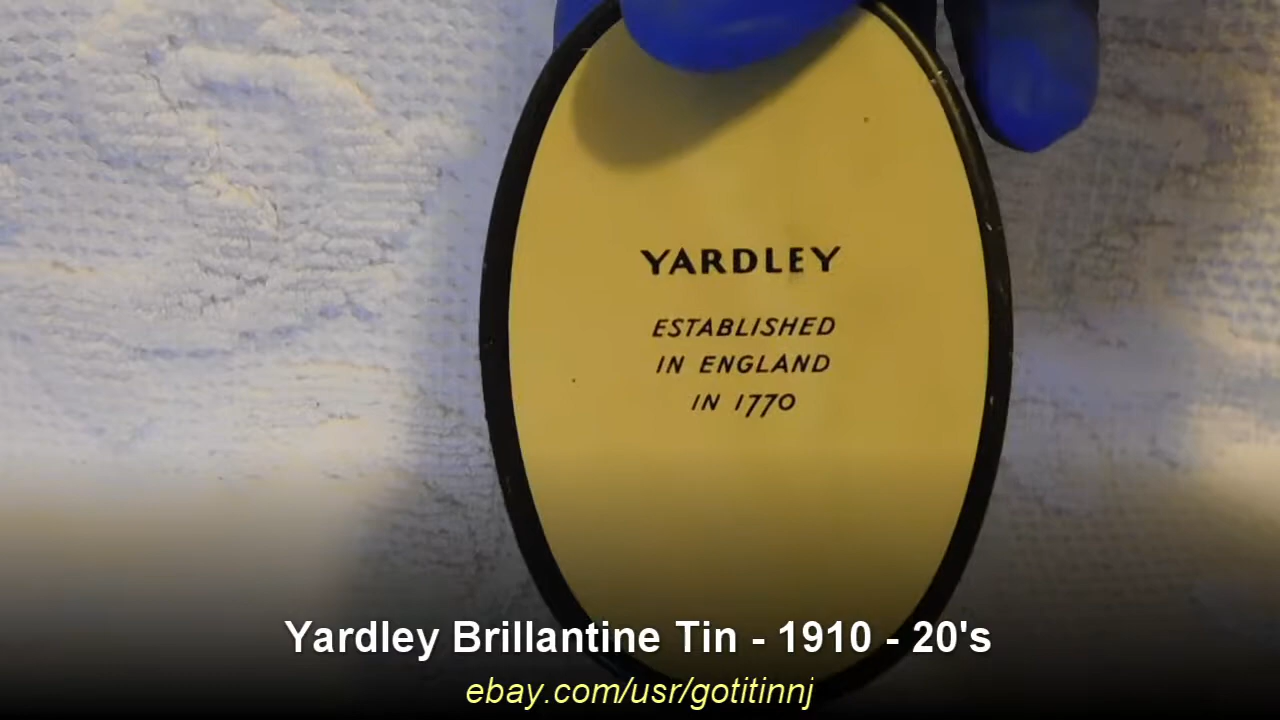 YARDLEY
ESTABLISHED
IN ENGLAND
IN 1770
Yardley Brillantine Tin - 1910 - 20's
ebay.com/usr/gotitinnj